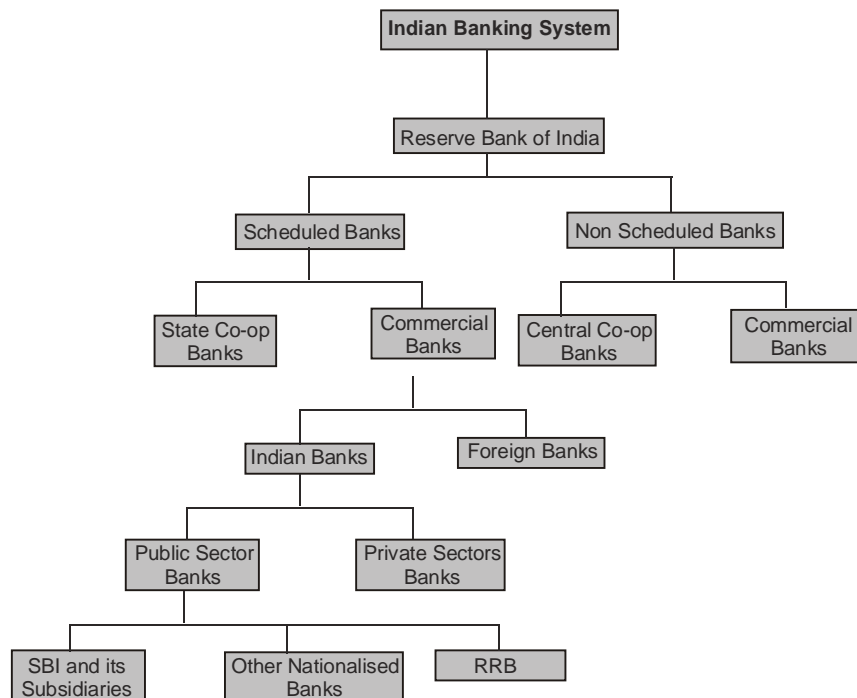 Indian Banking System
Reserve Bank of India
Scheduled Banks
Non Scheduled Banks
State Co-op
Banks
Commercial
Banks
Central Co-op
Banks
Commercial
Banks
Indian Banks
Foreign Banks
Public Sector
Banks
Private Sectors
Banks
SBI and its
Subsidiaries
Other Nationalised
Banks
RRB